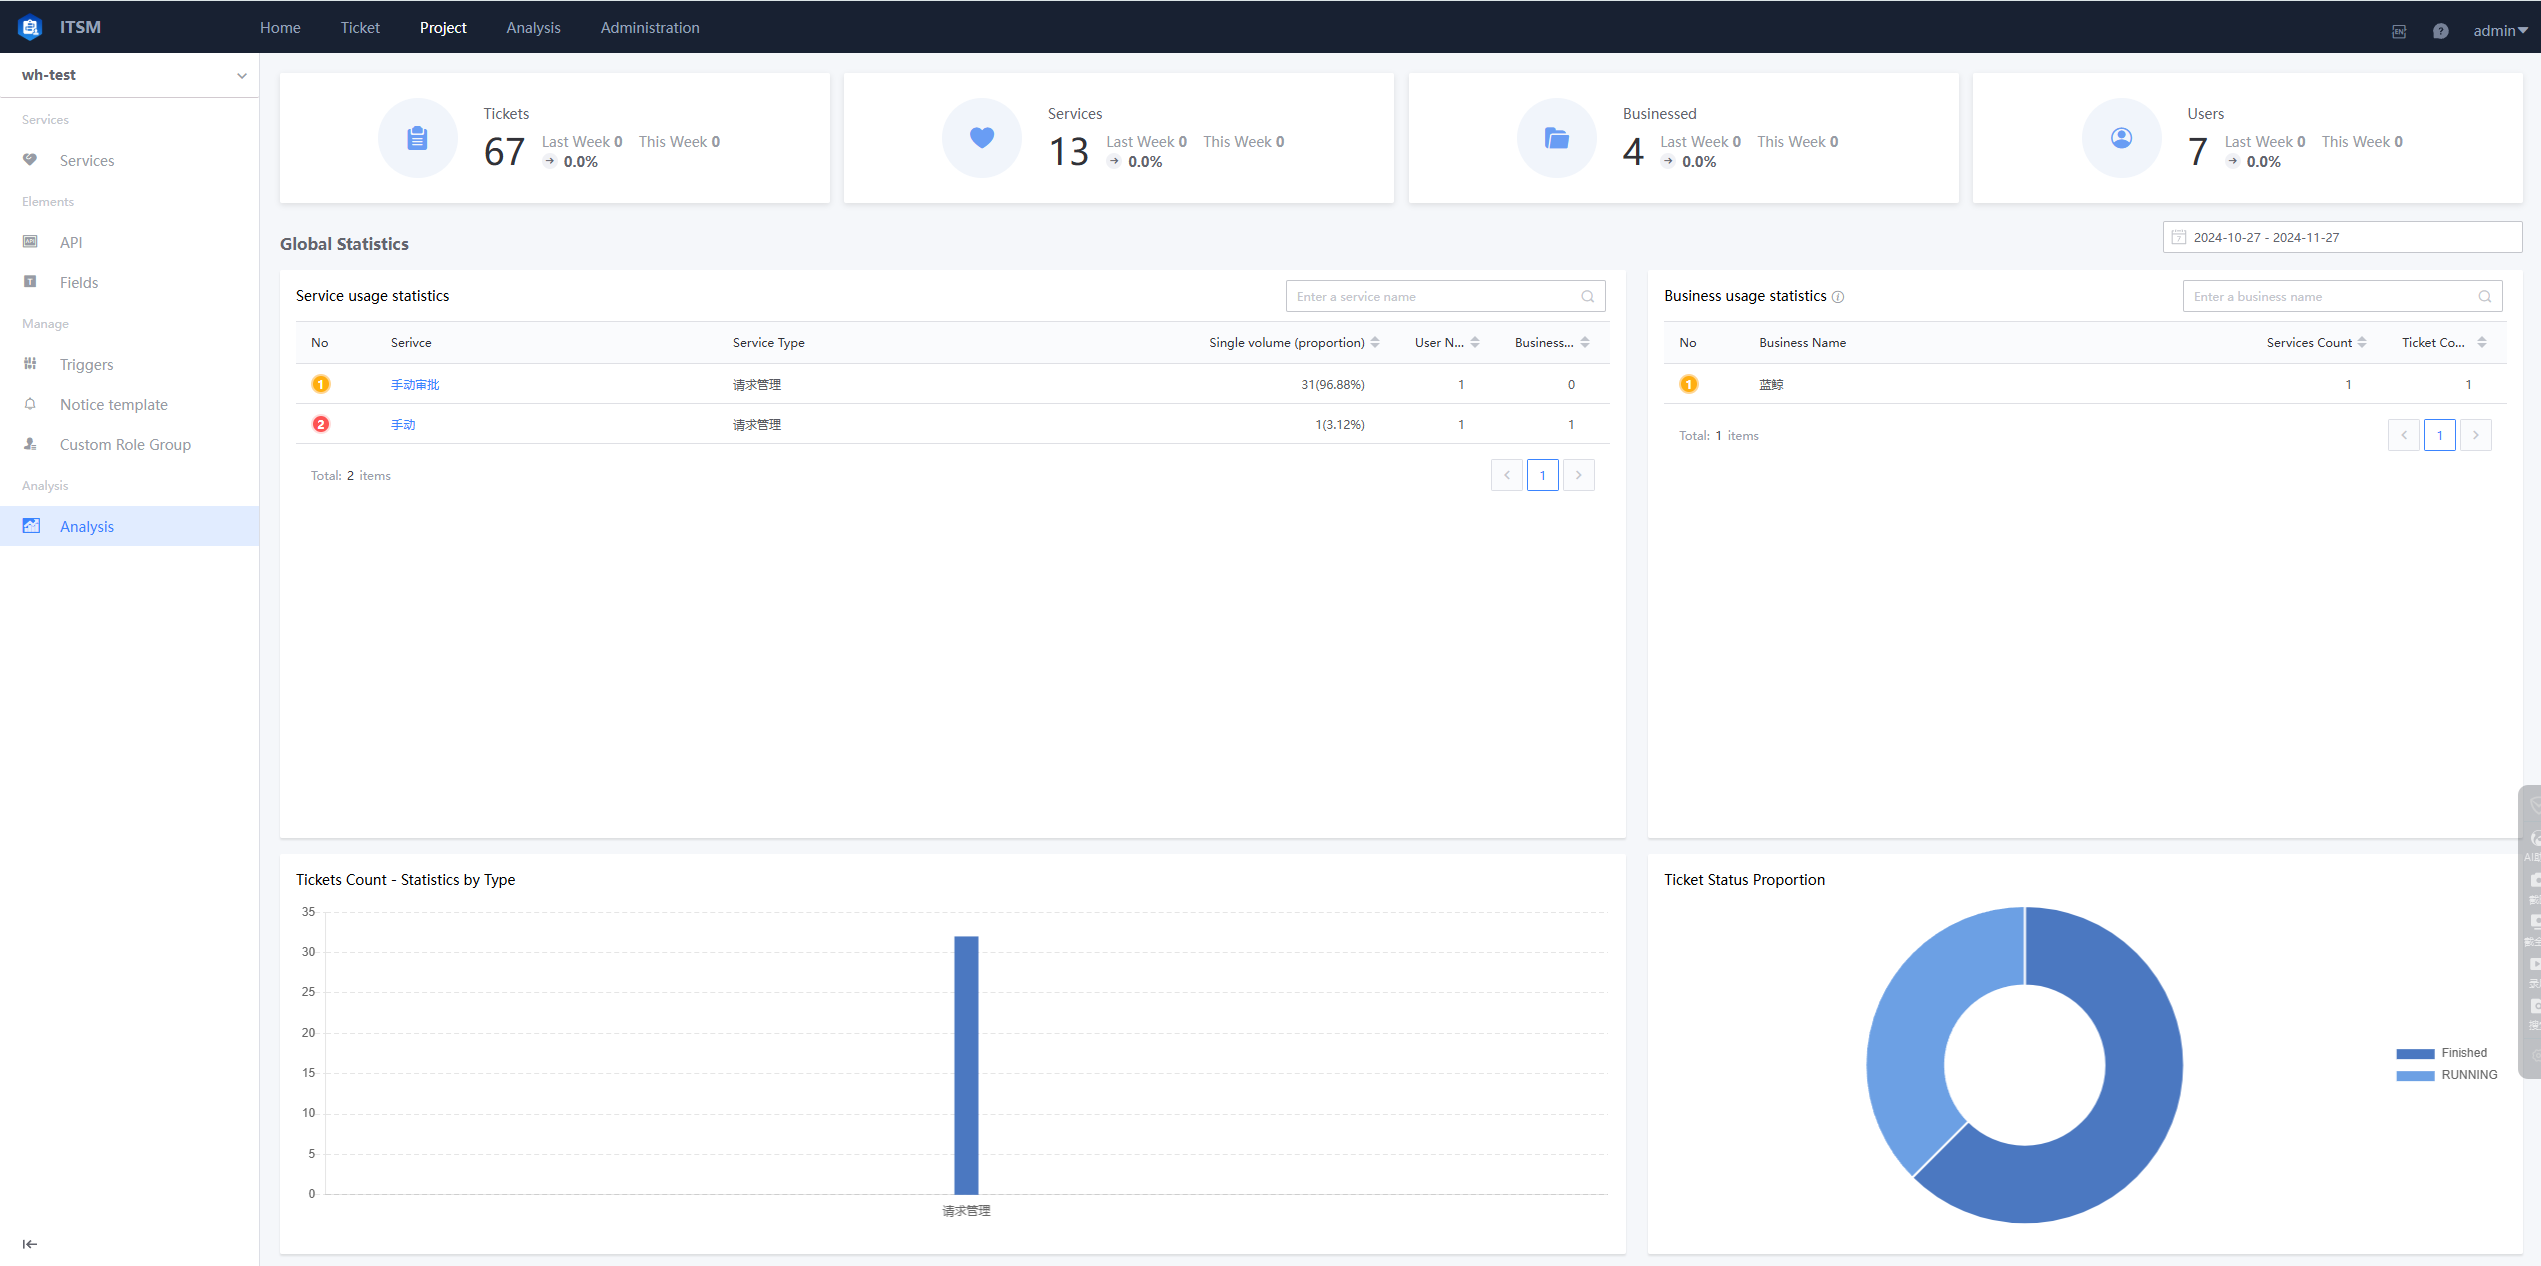 ITSM
Home Ticket Project Analysis Administration
EN ? admin
wh-test
Services
Services
Elements
API
Fields
Manage
Triggers
Notice template
Custom Role Group
Analysis
Analysis
Tickets
67 Last Week 0 This Week 0
0.0%
Services
13 Last Week 0 This Week 0
0.0%
Businessed
4 Last Week 0 This Week 0
0.0%
Users
7 Last Week 0 This Week 0
0.0%
Global Statistics
2024-10-27 - 2024-11-27
Service usage statistics
Enter a service name
No Serivce Service Type Single volume (proportion) User N... Business...
1 手动审批 请求管理 31(96.88%) 1 0
2 手动 请求管理 1(3.12%) 1 1
Total: 2 items
1
Business usage statistics
Enter a business name
No Business Name Services Count Ticket Co...
1 蓝鲸 1 1
Total: 1 items
1
Tickets Count - Statistics by Type
35
30
25
20
15
10
5
0
请求管理
Ticket Status Proportion
Finished
RUNNING